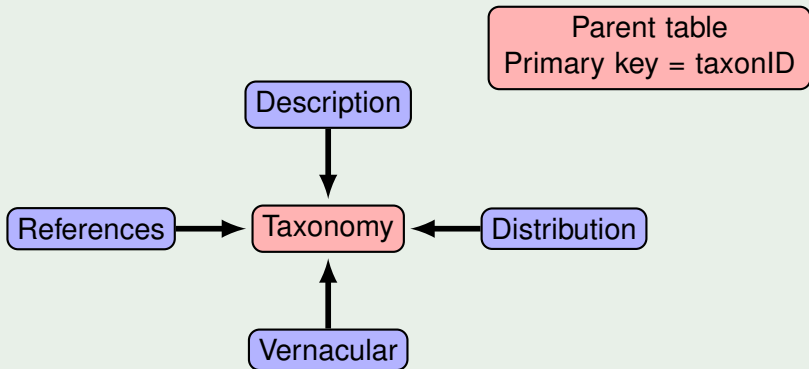 Parent table
Primary key = taxonID
Description
References
Taxonomy
Distribution
Vernacular